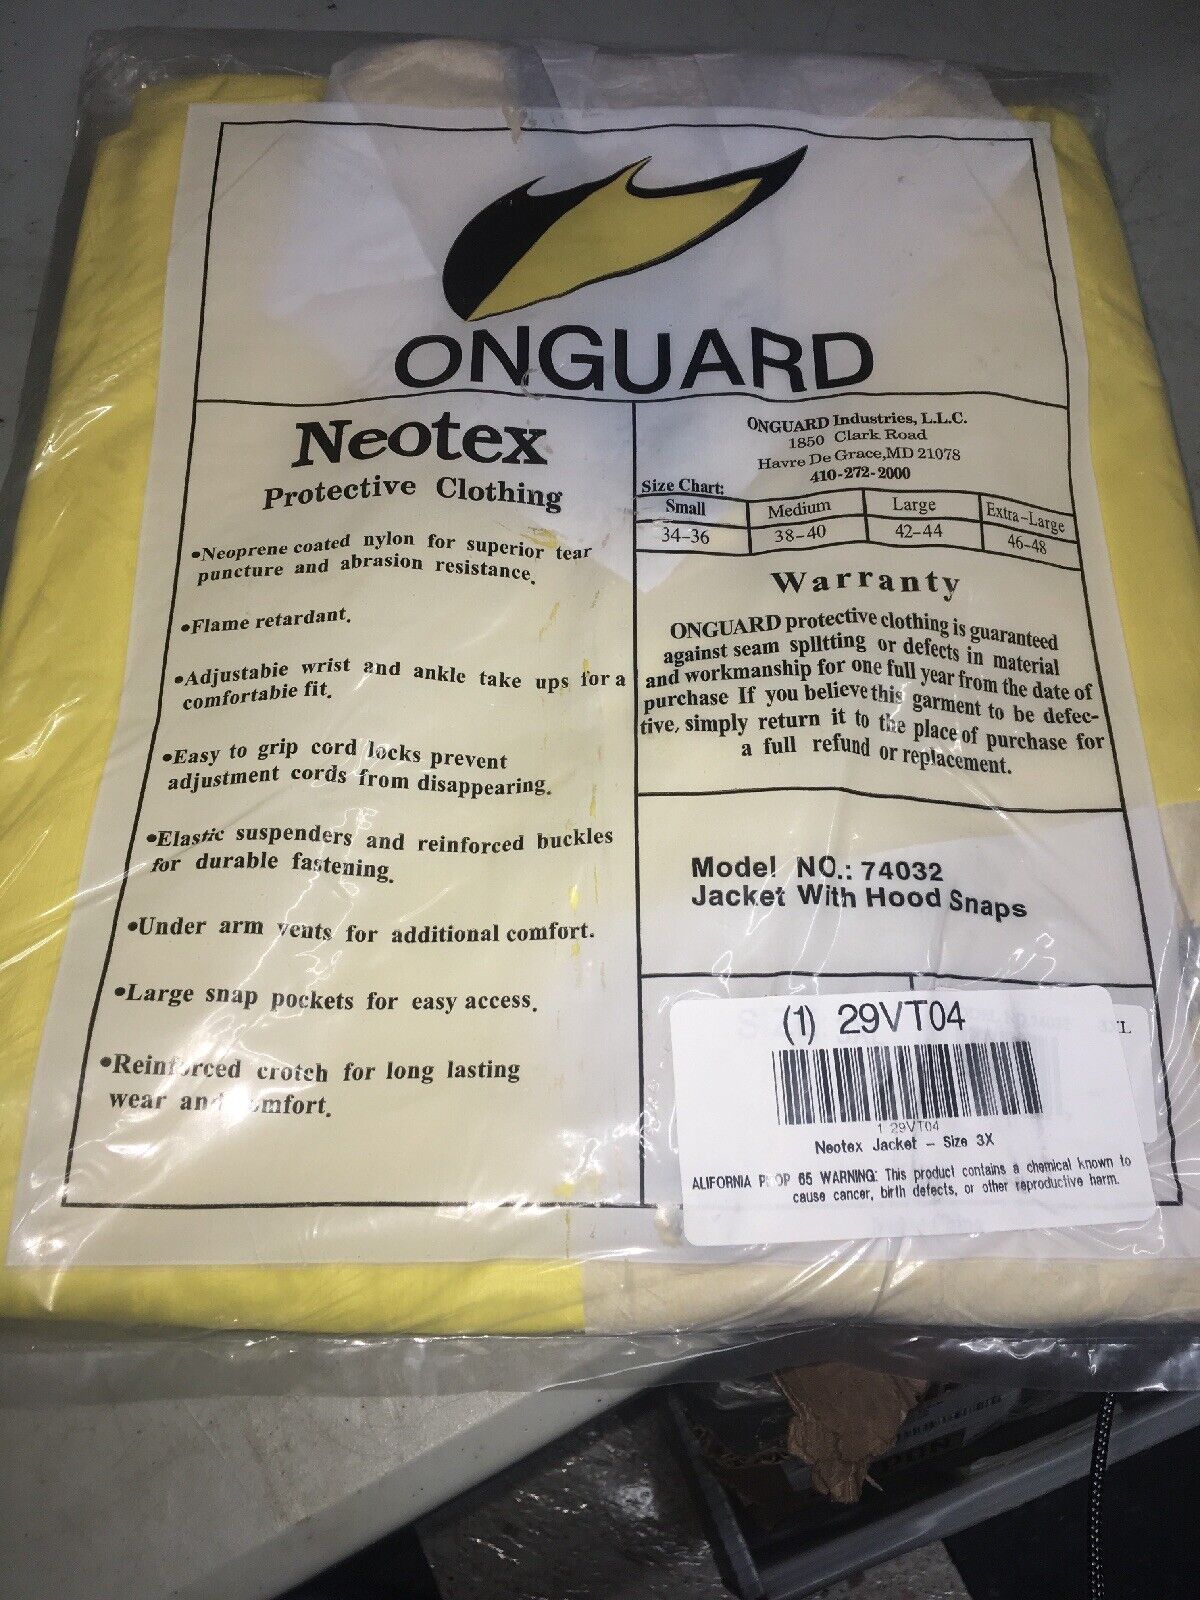 ONGUARD
Neotex
Protective Clothing
•Neoprene coated nylon for superior tear
puncture and abrasion resistance.
•Flame retardant.
•Adjustabie wrist and ankle take ups for a
comfortabie fit.
•Easy to grip cord locks prevent
adjustment cords from disappearing.
•Elastic suspenders and reinforced buckles
for durable fastening.
•Under arm vents for additional comfort.
•Large snap pockets for easy access.
•Reinforced crotch for long lasting
wear and comfort.
ONGUARD Industries, L.L.C.
1850 Clark Road
Havre De Grace,MD 21078
410-272-2000
Size Chart:
Small Medium Large Extra-Large
34-36 38-40 42-44 46-48
Warranty
ONGUARD protective clothing is guaranteed
against seam splltting or defects in material
and workmanship for one full year from the date of
purchase If you believe this garment to be defec-
tive, simply return it to the place of purchase for
a full refund or replacement.
Model NO.: 74032
Jacket With Hood Snaps
(1) 29VT04
1 29VT04
Neotex Jacket - Size 3X
ALIFORNIA PROP 65 WARNING: This product contains a chemical known to
cause cancer, birth defects, or other reproductive harm.